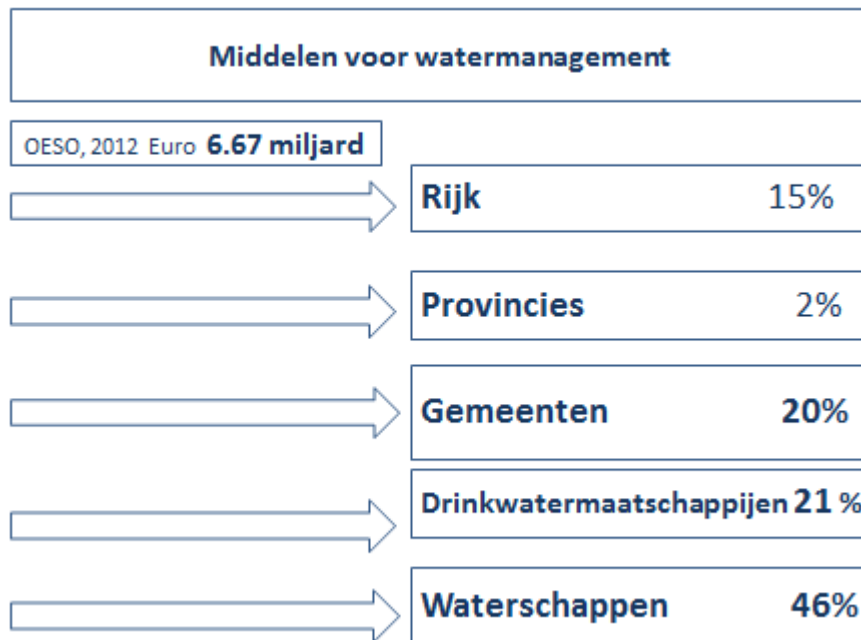 Middelen voor watermanagement
OESO, 2012 Euro 6.67 miljard
Rijk 15%
Provincies 2%
Gemeenten 20%
Drinkwatermaatschappijen 21 %
Waterschappen 46%